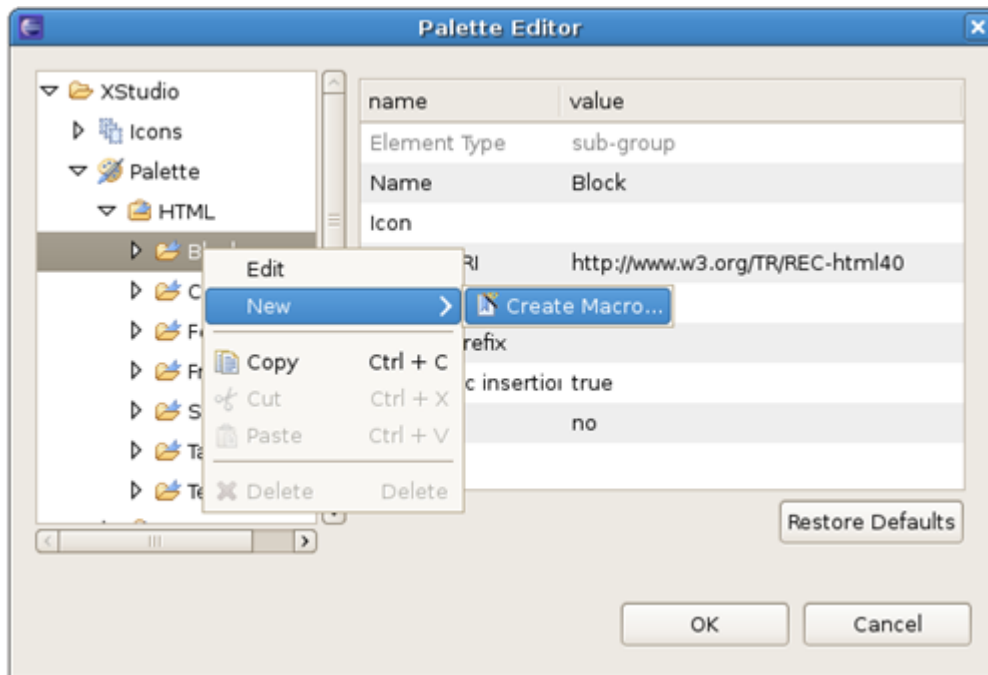 Palette Editor
XStudio
Icons
Palette
HTML
name value
Element Type sub-group
Name Block
Icon
http://www.w3.org/TR/REC-html40
true
no
Edit
New
Create Macro...
Copy Ctrl + C
Cut Ctrl + X
Paste Ctrl + V
Delete Delete
Restore Defaults
OK Cancel